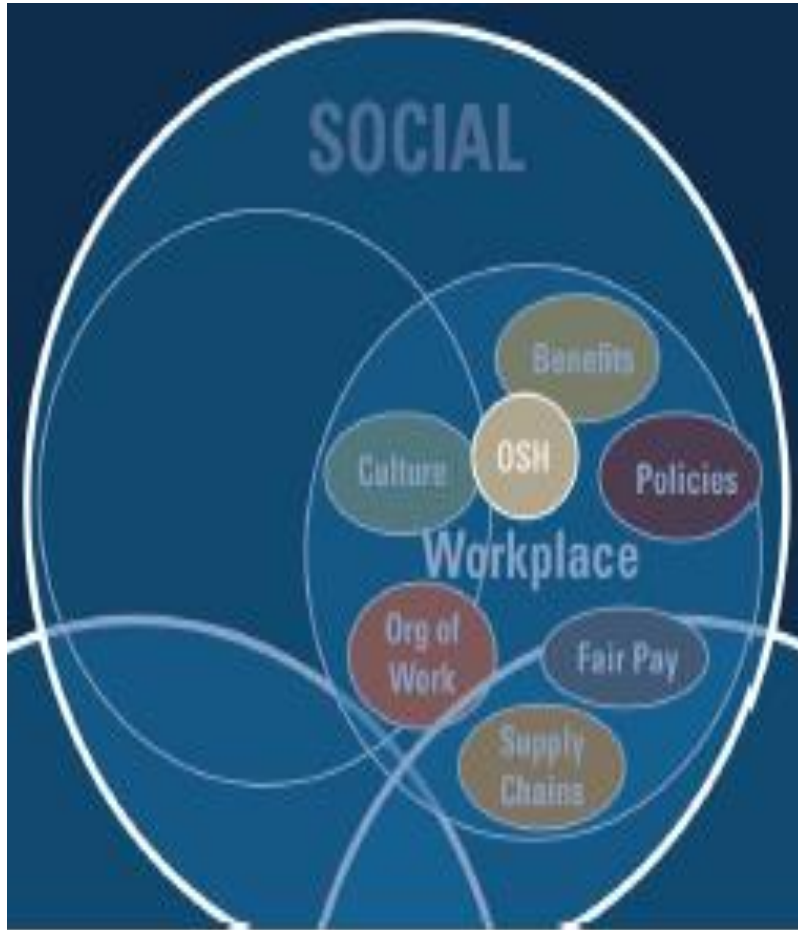 SOCIAL
Benefits
Culture
OSH
Policies
Workplace
Org of
Work
Fair Pay
Supply
Chains